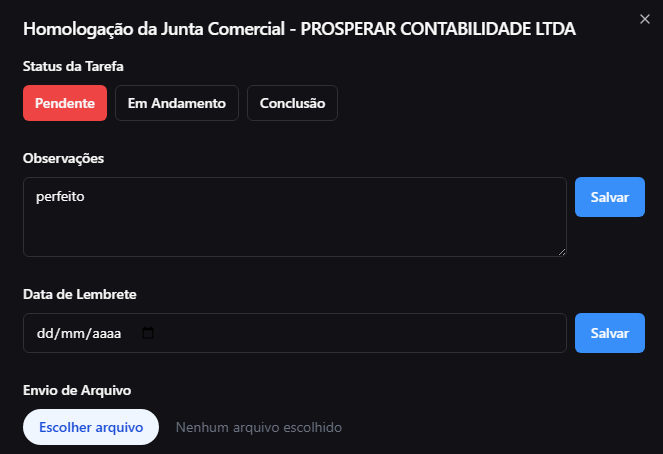 Homologação da Junta Comercial - PROSPERAR CONTABILIDADE LTDA
Status da Tarefa
Pendente Em Andamento Conclusão
Observações
perfeito Salvar
Data de Lembrete
dd/mm/aaaa Salvar
Envio de Arquivo
Escolher arquivo Nenhum arquivo escolhido